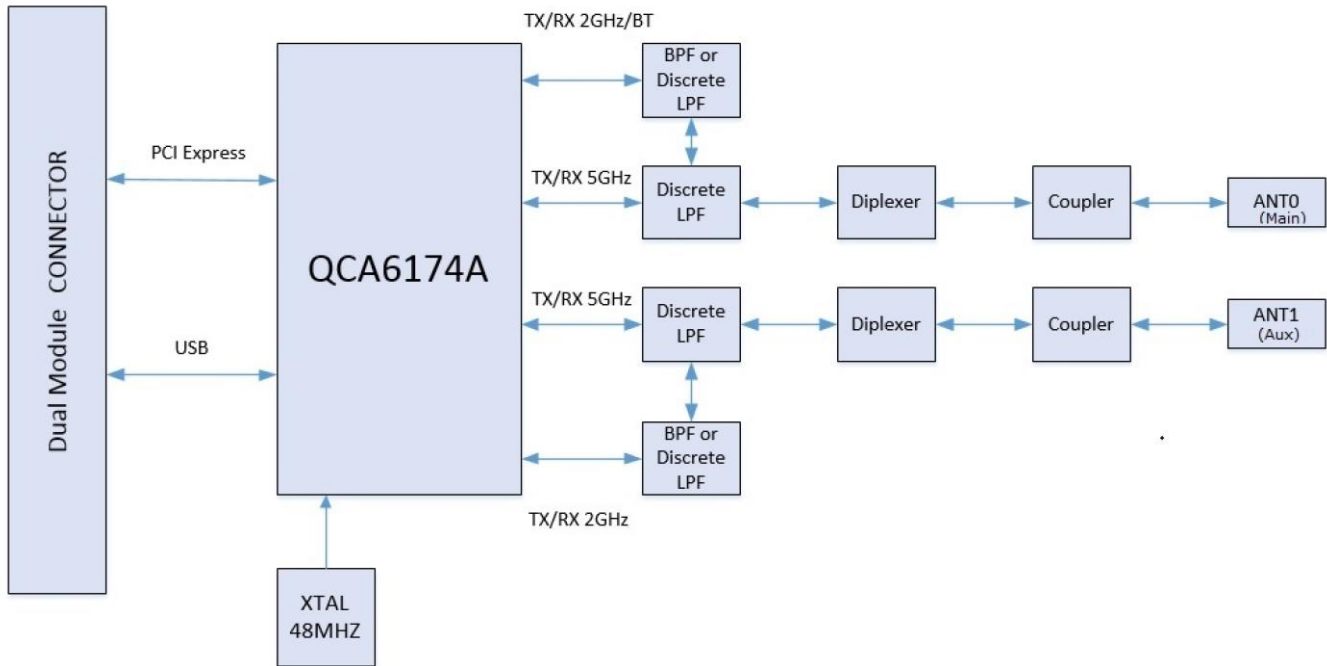 TX/RX 2GHz/BT
BPF or
Discrete
LPF
Dual Module CONNECTOR
PCI Express
QCA6174A
TX/RX 5GHz
Discrete
LPF
Diplexer
Coupler
ANT0
(Main)
USB
TX/RX 5GHz
Discrete
LPF
Diplexer
Coupler
ANT1
(Aux)
BPF or
Discrete
LPF
TX/RX 2GHz
XTAL
48MHZ